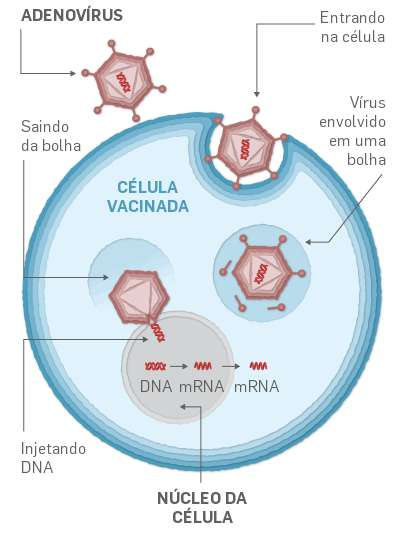 ADENOVÍRUS
Entrando
na célula
Vírus
envolvido
em uma
bolha
Saindo
da bolha
CÉLULA
VACINADA
DNA mRNA mRNA
Injetando
DNA
NÚCLEO DA
CÉLULA